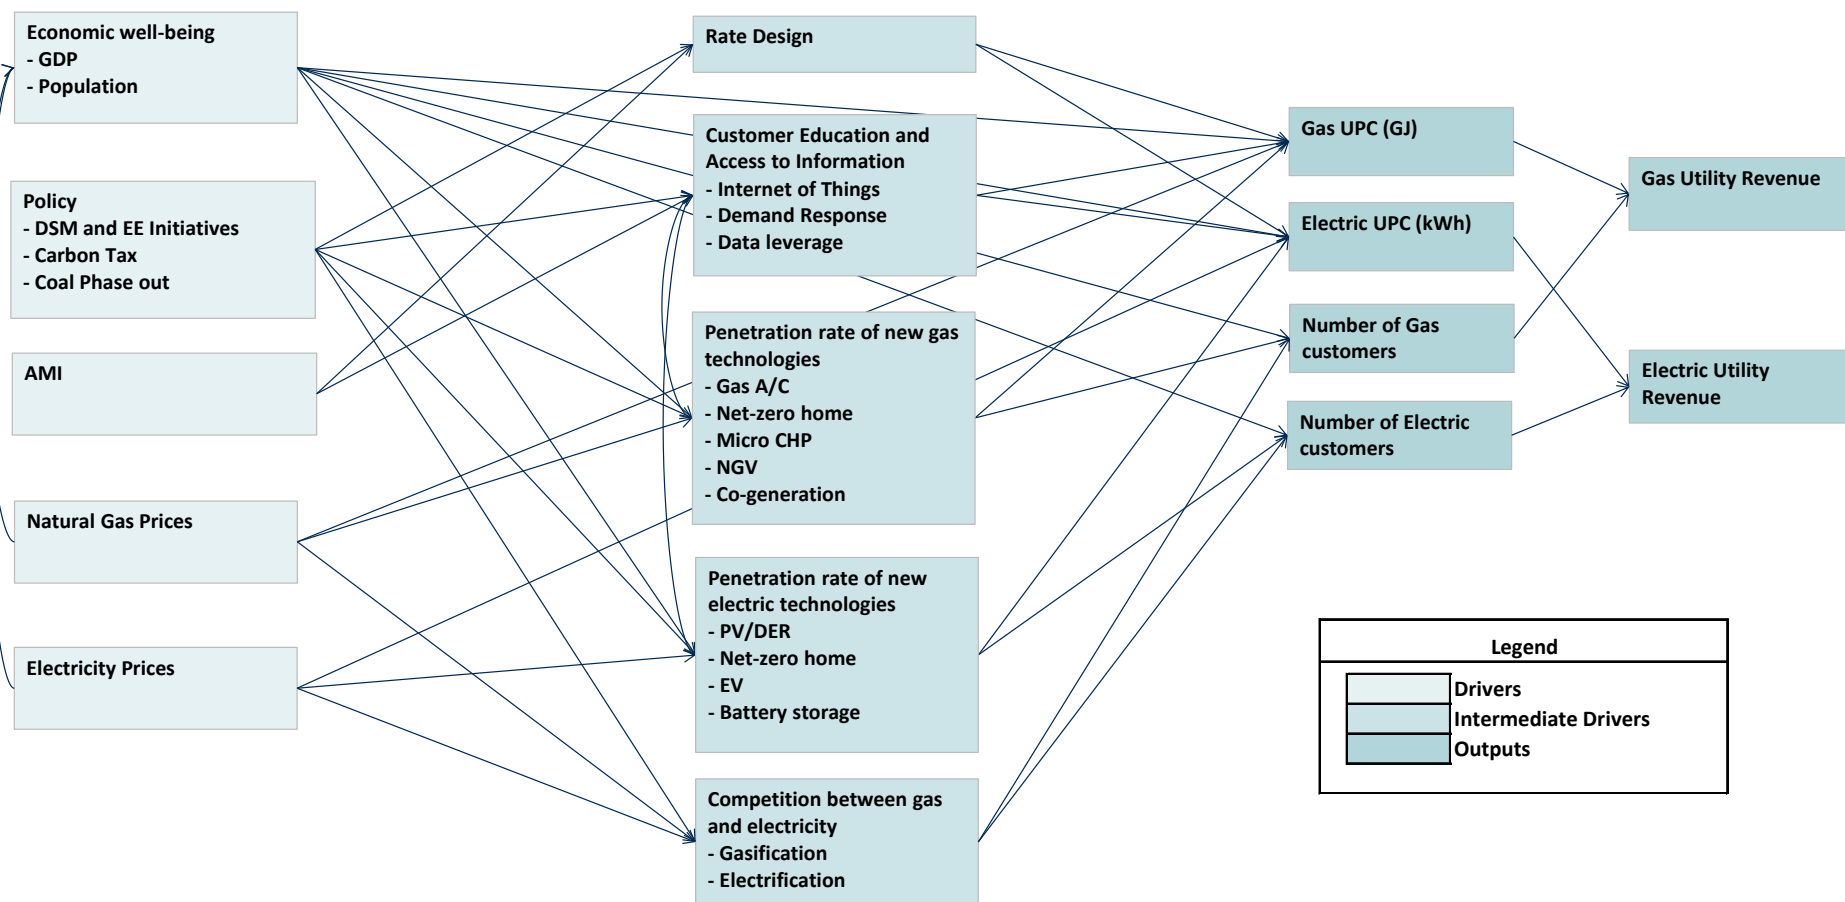 Economic well-being
- GDP
- Population
Policy
- DSM and EE Initiatives
- Carbon Tax
- Coal Phase out
AMI
Natural Gas Prices
Electricity Prices
Rate Design
Customer Education and
Access to Information
- Internet of Things
- Demand Response
- Data leverage
Penetration rate of new gas
technologies
- Gas A/C
- Net-zero home
- Micro CHP
- NGV
- Co-generation
Penetration rate of new
electric technologies
- PV/DER
- Net-zero home
- EV
- Battery storage
Competition between gas
and electricity
- Gasification
- Electrification
Gas UPC (GJ)
Electric UPC (kWh)
Number of Gas
customers
Number of Electric
customers
Gas Utility Revenue
Electric Utility
Revenue
Legend
Drivers
Intermediate Drivers
Outputs